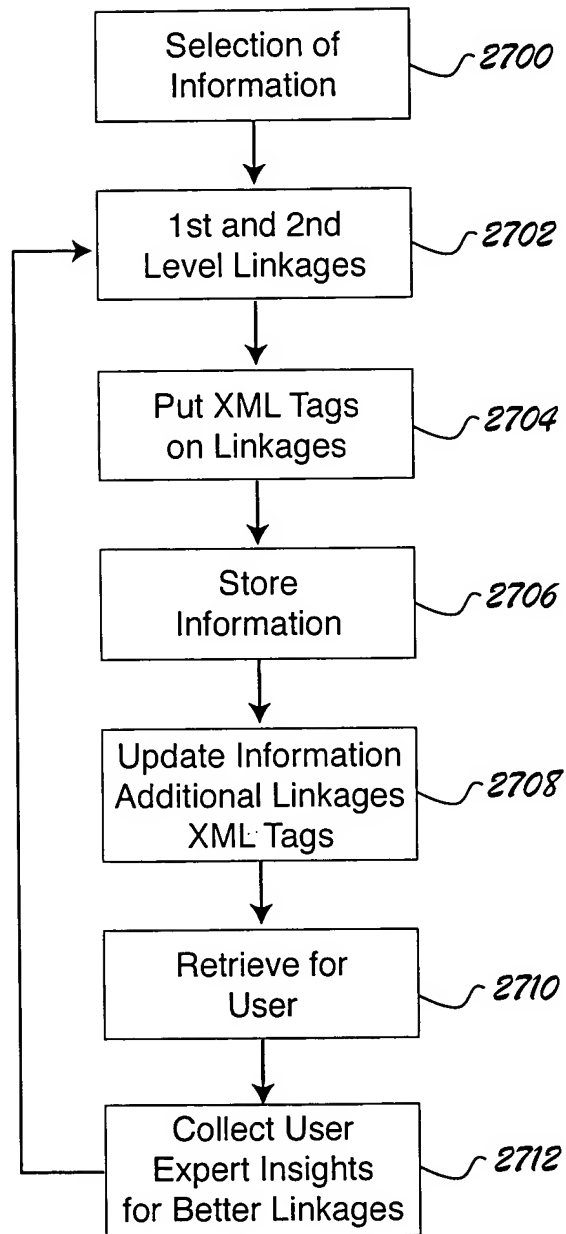 Selection of
Information
2700
1st and 2nd
Level Linkages
2702
Put XML Tags
on Linkages
2704
Store
Information
2706
Update Information
Additional Linkages
XML Tags
2708
Retrieve for
User
2710
Collect User
Expert Insights
for Better Linkages
2712